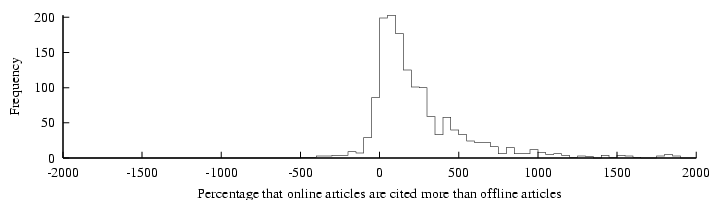 200
150
100
50
0
Frequency
-2000 -1500 -1000 -500 0 500 1000 1500 2000
Percentage that online articles are cited more than offline articles